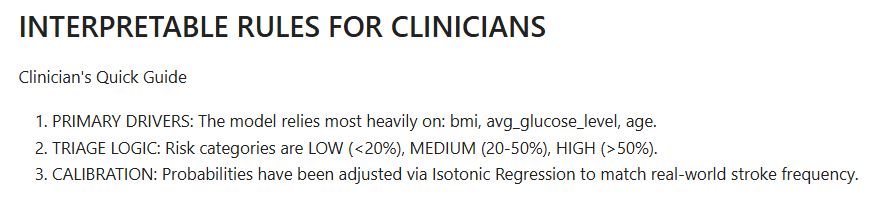 INTERPRETABLE RULES FOR CLINICIANS
Clinician's Quick Guide
1. PRIMARY DRIVERS: The model relies most heavily on: bmi, avg_glucose_level, age.
2. TRIAGE LOGIC: Risk categories are LOW (<20%), MEDIUM (20-50%), HIGH (>50%).
3. CALIBRATION: Probabilities have been adjusted via Isotonic Regression to match real-world stroke frequency.